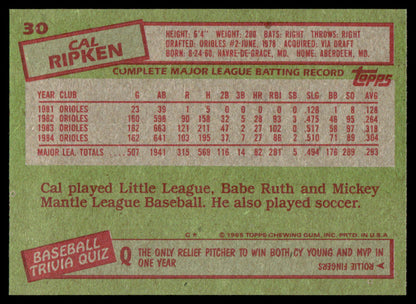 30
CAL
RIPKEN
HEIGHT: 6'4" WEIGHT: 200 BATS: RIGHT THROWS: RIGHT
DRAFTED: ORIOLES #2-JUNE, 1978 ACQUIRED: VIA DRAFT
BORN: 8-24-60, HAVRE-DE-GRACE, MD. HOME: ABERDEEN, MD.
COMPLETE MAJOR LEAGUE BATTING RECORD
Topps
YEAR CLUB G AB R H 2B 3B HR RBI SB SLG BB SO AVG
1981 ORIOLES 23 39 1 5 0 0 0 0 0 .128 1 8 .128
1982 ORIOLES 160 598 90 158 32 5 28 93 3 .475 46 95 .264
1983 ORIOLES 162 663 121 211 47 2 27 102 0 .517 58 97 .318
1984 ORIOLES 162 641 103 195 37 7 27 86 2 .510 71 89 .304
MAJOR LEA. TOTALS 507 1941 315 569 116 14 82 281 5 .494 176 289 .293
Cal played Little League, Babe Ruth and Mickey
Mantle League Baseball. He also played soccer.
C* © 1985 TOPPS CHEWING GUM, INC. PRTD. IN U.S.A.
BASEBALL
TRIVIA QUIZ
Q THE ONLY RELIEF PITCHER TO WIN BOTH CY YOUNG AND MVP IN
ONE YEAR
A ROLLIE FINGERS